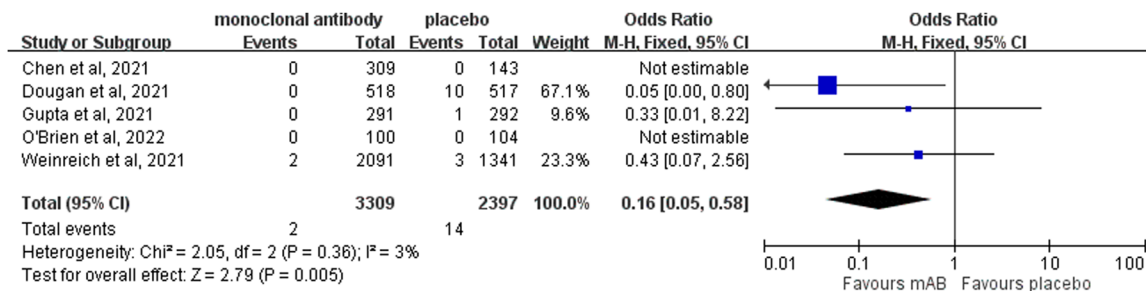 monoclonal antibody placebo Odds Ratio Odds Ratio
Study or Subgroup Events Total Events Total Weight M-H, Fixed, 95% CI M-H, Fixed, 95% CI
Chen et al, 2021 0 309 0 143 Not estimable
Dougan et al, 2021 0 518 10 517 67.1% 0.05 [0.00, 0.80]
Gupta et al, 2021 0 291 1 292 9.6% 0.33 [0.01, 8.22]
O'Brien et al, 2022 0 100 0 104 Not estimable
Weinreich et al, 2021 2 2091 3 1341 23.3% 0.43 [0.07, 2.56]
Total (95% CI) 3309 2397 100.0% 0.16 [0.05, 0.58]
Total events 2 14
Heterogeneity: Chi² = 2.05, df = 2 (P = 0.36); I² = 3%
Test for overall effect: Z = 2.79 (P = 0.005)
0.01 0.1 1 10 100
Favours mAB Favours placebo